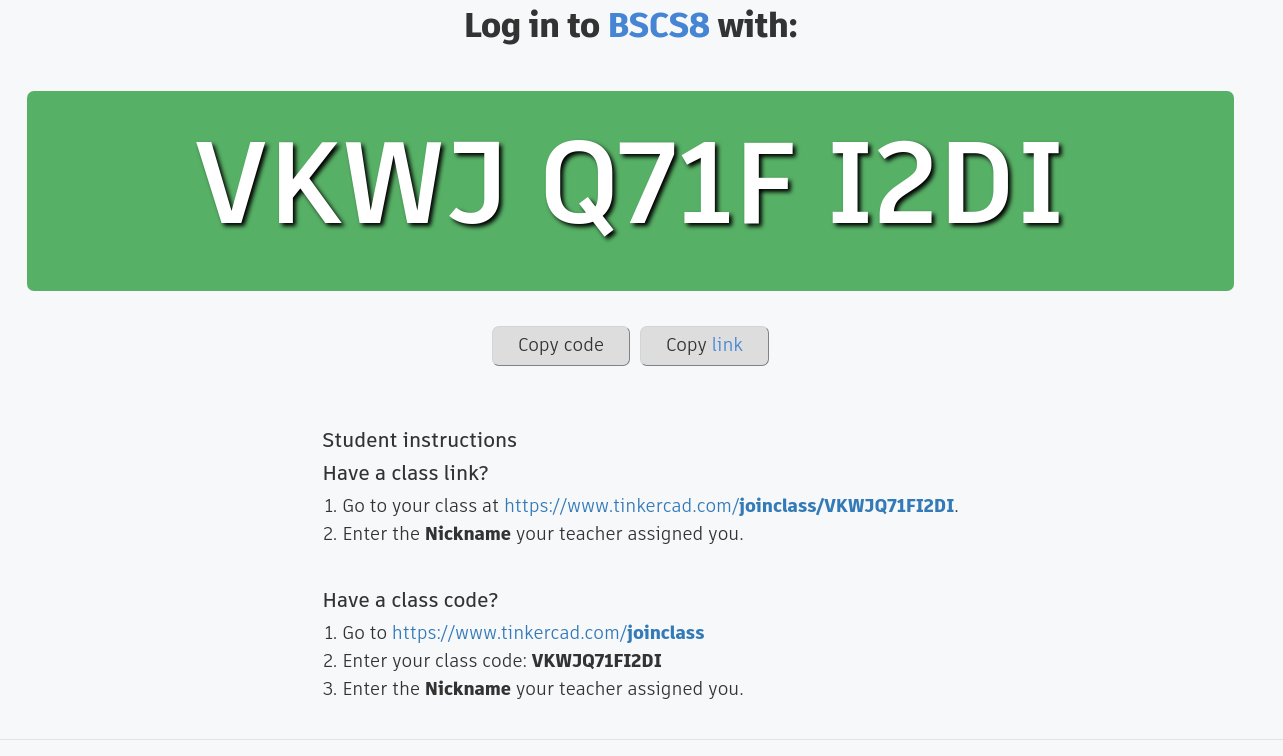 Log in to BSCS8 with:
VKWJ Q71F I2DI
Copy code
Copy link
Student instructions
Have a class link?
1. Go to your class at https://www.tinkercad.com/joinclass/VKWJQ71FI2DI.
2. Enter the Nickname your teacher assigned you.
Have a class code?
1. Go to https://www.tinkercad.com/joinclass
2. Enter your class code: VKWJQ71FI2DI
3. Enter the Nickname your teacher assigned you.